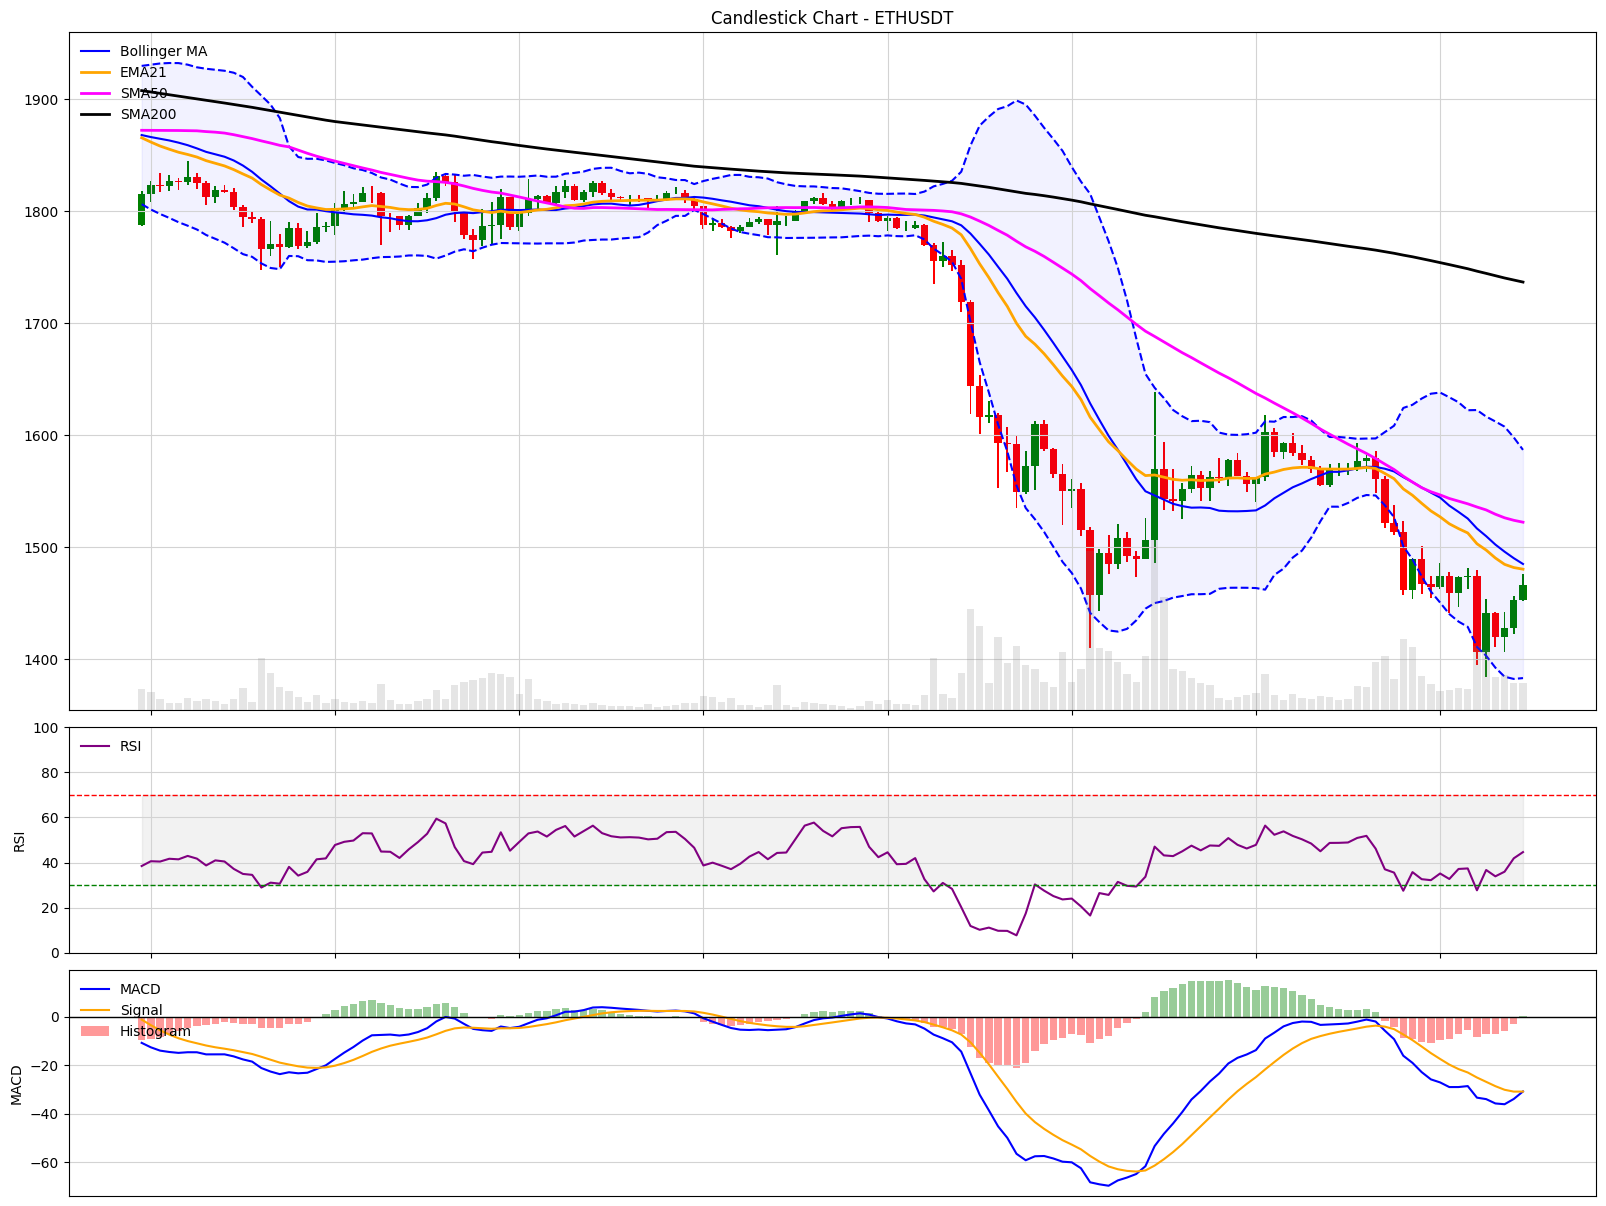 Candlestick Chart - ETHUSDT
Bollinger MA
EMA21
SMA50
SMA200
1900
1800
1700
1600
1500
1400
100
80
60
40
20
0
RSI
RSI
0
−20
−40
−60
MACD
MACD
Signal
Histogram